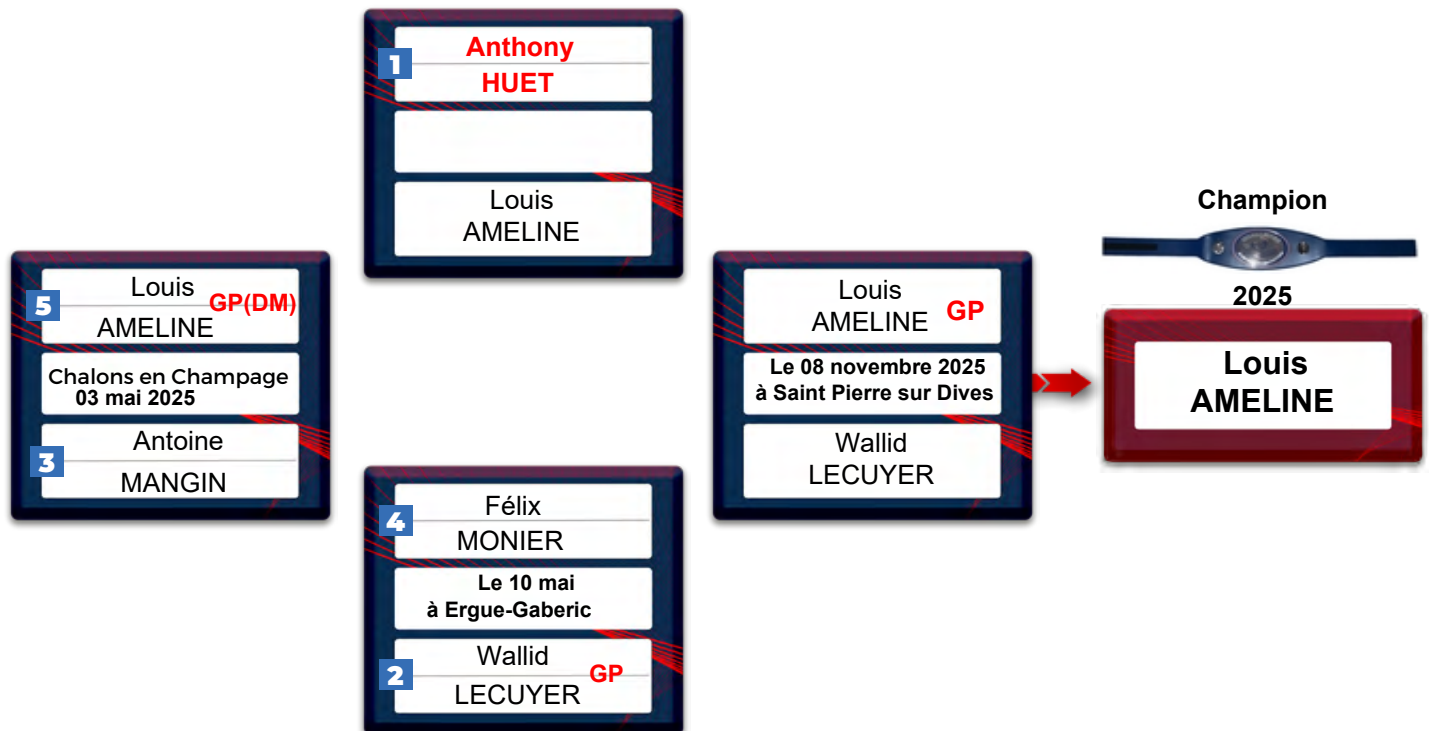 1
Anthony
HUET
Louis
AMELINE
5
Louis
GP(DM)
AMELINE
Chalons en Champage
03 mai 2025
3
Antoine
MANGIN
4
Félix
MONIER
Le 10 mai
à Ergue-Gaberic
2
Wallid
GP
LECUYER
Louis
AMELINE GP
Le 08 novembre 2025
à Saint Pierre sur Dives
Wallid
LECUYER
Champion
2025
Louis
AMELINE